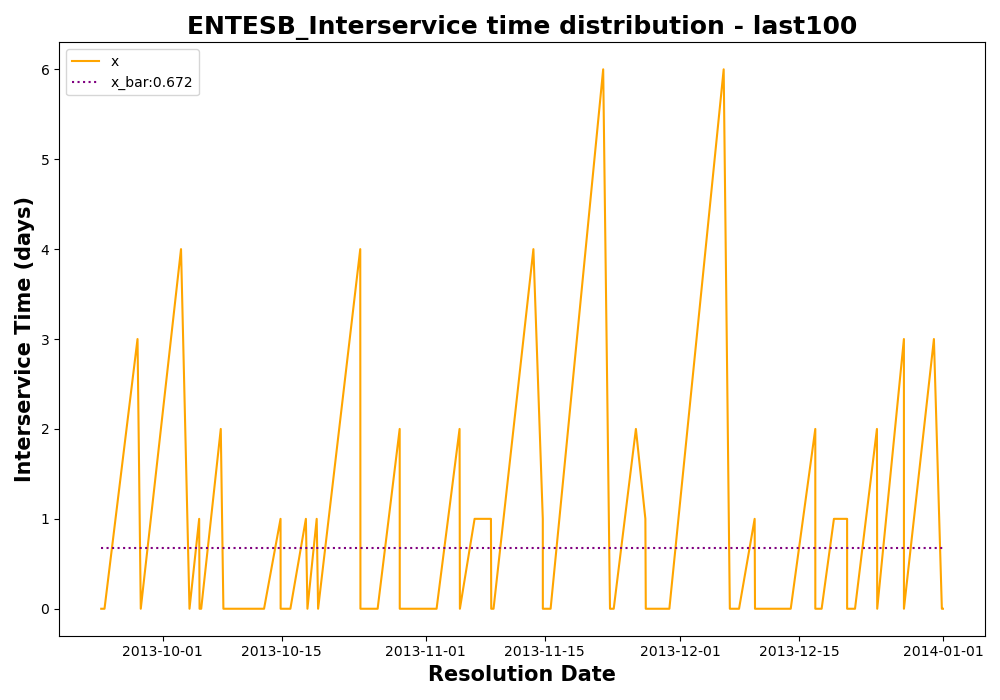 ENTESB_Interservice time distribution - last100
x
x_bar:0.672
Interservice Time (days)
6
5
4
3
2
1
0
2013-10-01
2013-10-15
2013-11-01
2013-11-15
2013-12-01
2013-12-15
2014-01-01
Resolution Date